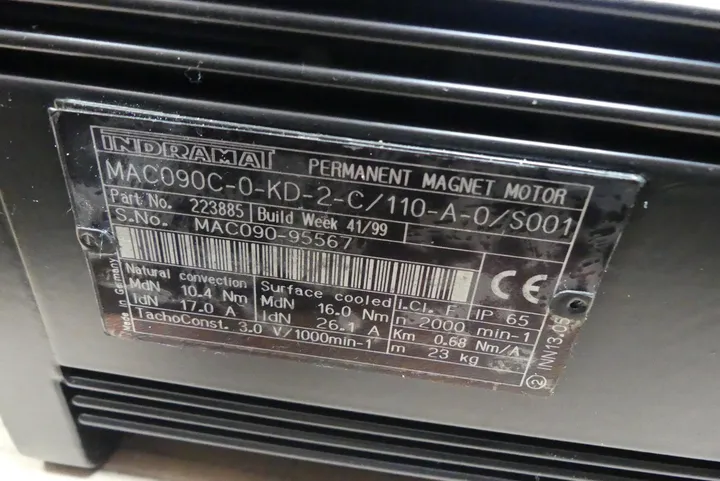 INDRAMAT PERMANENT MAGNET MOTOR
MAC090C-0-KD-2-C/110-A-0/S001
Part No. 223885 Build Week 41/99
S.No. MAC090-95567
CE
Natural convection Surface cooled I.Cl. F IP 65
MdN 10.4 Nm MdN 16.0 Nm n 2000 min-1
IdN 17.0 A IdN 26.1 A Km 0.68 Nm/A
TachoConst. 3.0 V/1000min-1 m 23 kg
Made in Germany
2 INN13.06